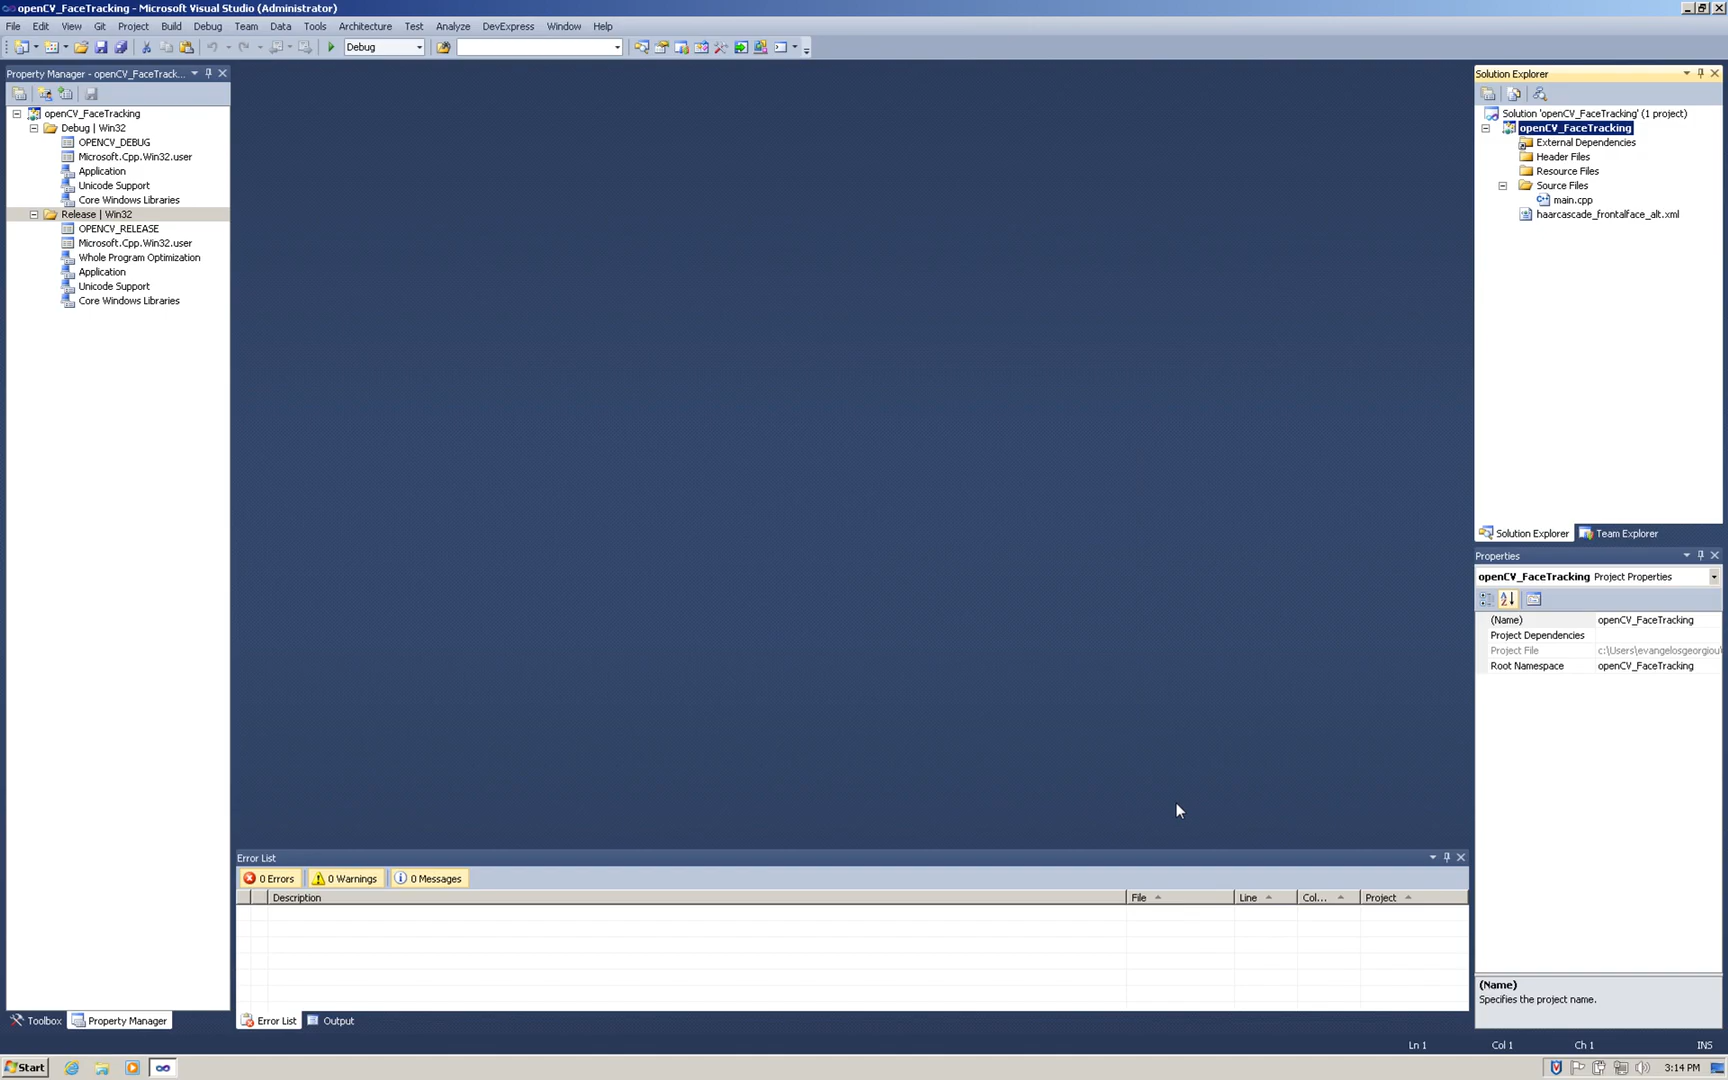 openCV_FaceTracking - Microsoft Visual Studio (Administrator)
File Edit View Git Project Build Debug Team Data Tools Architecture Test Analyze DevExpress Window Help
Debug
Property Manager - openCV_FaceTrack...
openCV_FaceTracking
Debug | Win32
OPENCV_DEBUG
Microsoft.Cpp.Win32.user
Application
Unicode Support
Core Windows Libraries
Release | Win32
OPENCV_RELEASE
Microsoft.Cpp.Win32.user
Whole Program Optimization
Application
Unicode Support
Core Windows Libraries
Toolbox Property Manager
Error List
0 Errors 0 Warnings 0 Messages
Description File Line Col... Project
Error List Output
Solution Explorer
Solution 'openCV_FaceTracking' (1 project)
openCV_FaceTracking
External Dependencies
Header Files
Resource Files
Source Files
main.cpp
haarcascade_frontalface_alt.xml
Solution Explorer Team Explorer
Properties
openCV_FaceTracking Project Properties
(Name) openCV_FaceTracking
Project Dependencies
Project File c:\Users\evangelosgeorgiou\
Root Namespace openCV_FaceTracking
(Name)
Specifies the project name.
Ln 1 Col 1 Ch 1 INS
Start 3:14 PM